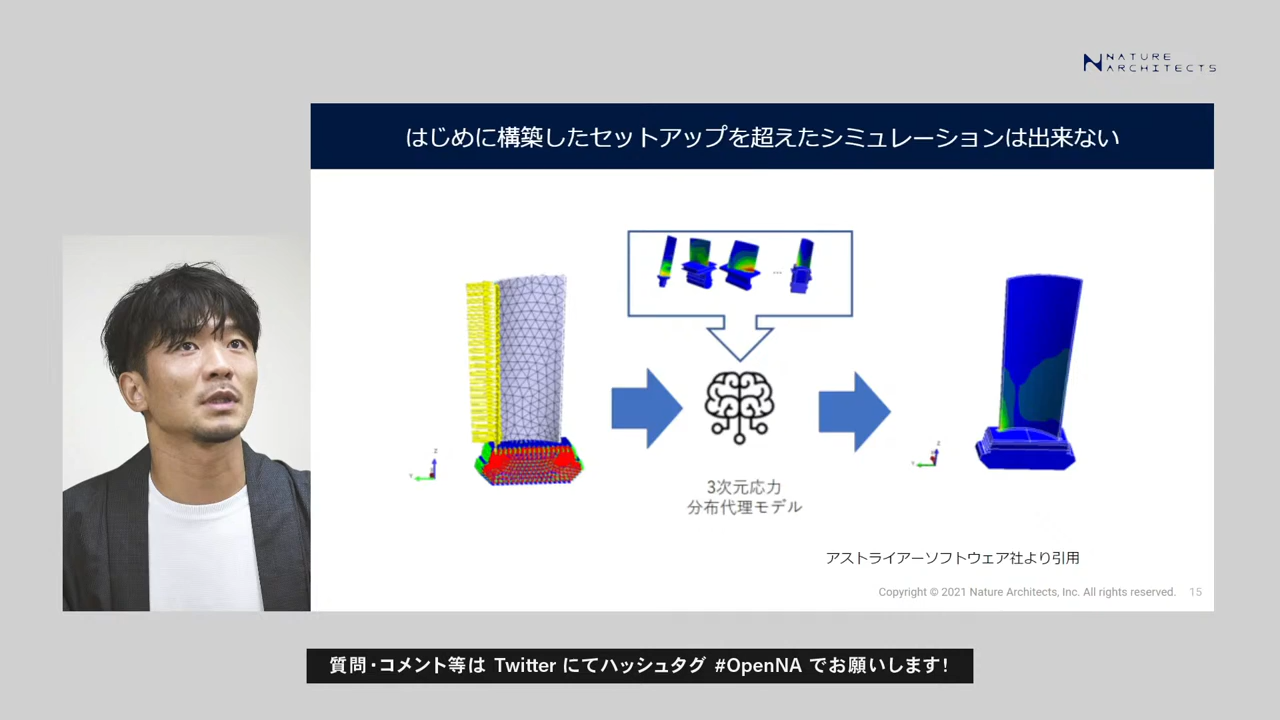 NATURE
ARCHITECTS
はじめに構築したセットアップを超えたシミュレーションは出来ない
...
3次元応力
分布代理モデル
アストライアーソフトウェア社より引用
Copyright © 2021 Nature Architects, Inc. All rights reserved. 15
質問・コメント等は Twitter にてハッシュタグ #OpenNA でお願いします!